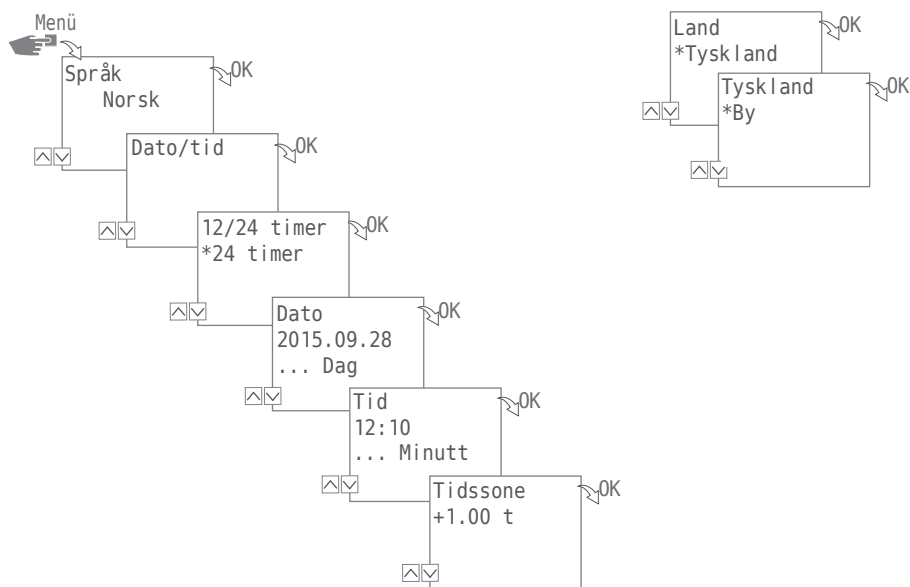 Menü
Språk
Norsk
OK
Dato/tid
OK
12/24 timer
*24 timer
OK
Dato
2015.09.28
... Dag
OK
Tid
12:10
... Minutt
OK
Tidssone
+1.00 t
OK
Land
*Tyskland
OK
Tyskland
*By
OK